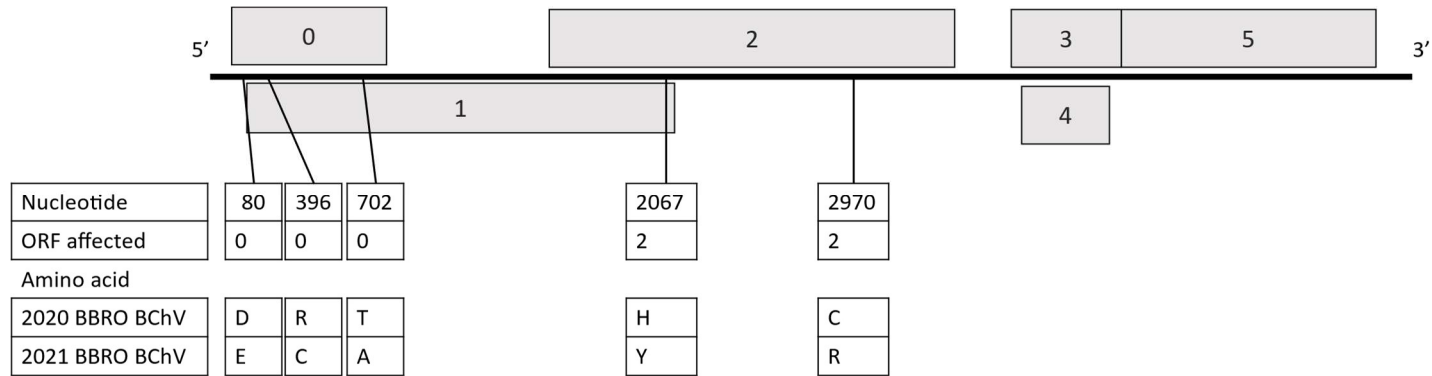 0 2 3 5
5′ 3′
1 4
Nucleotide 80 396 702 2067 2970
ORF affected 0 0 0 2 2
Amino acid
2020 BBRO BChV D R T H C
2021 BBRO BChV E C A Y R